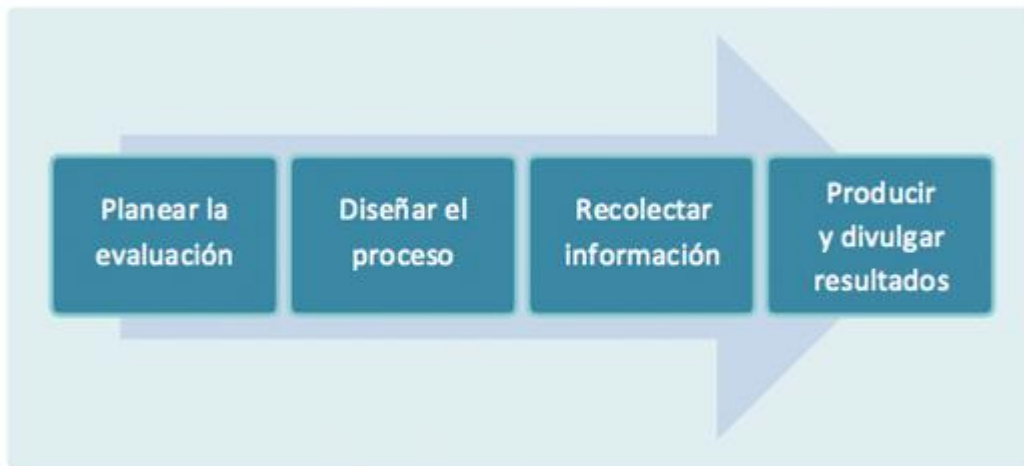 Planear la
evaluación
Diseñar el
proceso
Recolectar
información
Producir
y divulgar
resultados